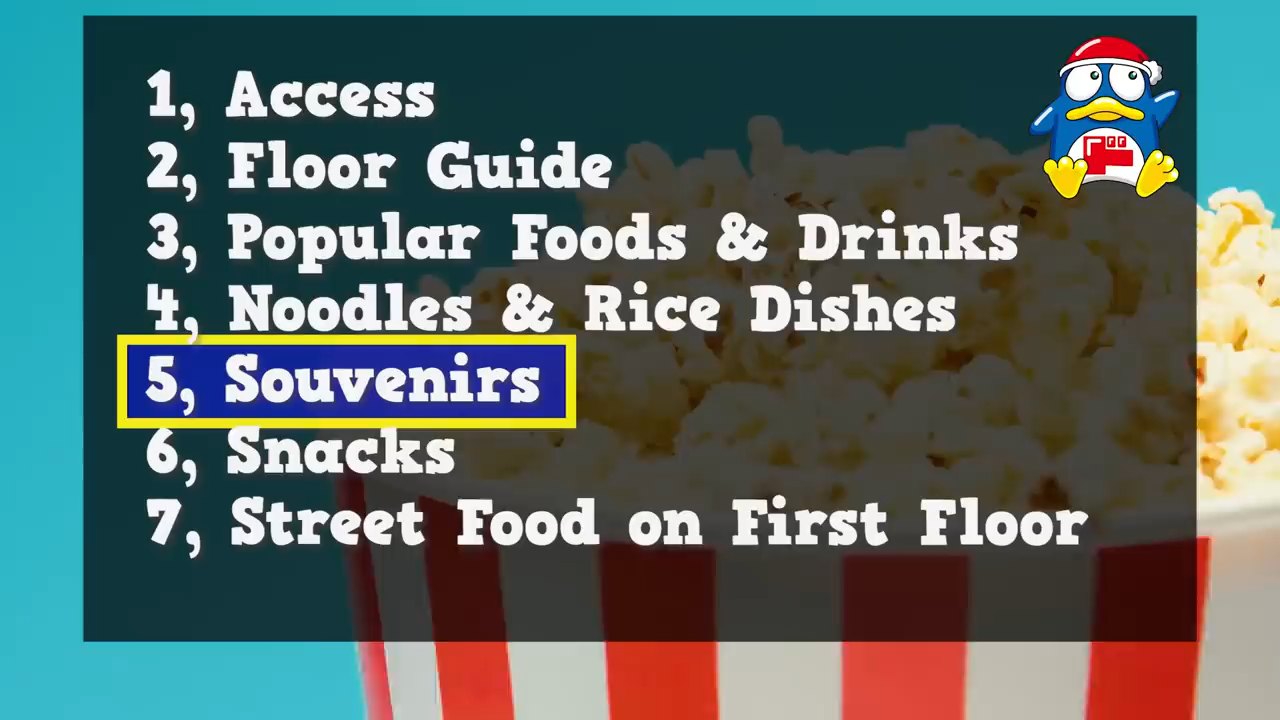 1, Access
2, Floor Guide
3, Popular Foods & Drinks
4, Noodles & Rice Dishes
5, Souvenirs
6, Snacks
7, Street Food on First Floor